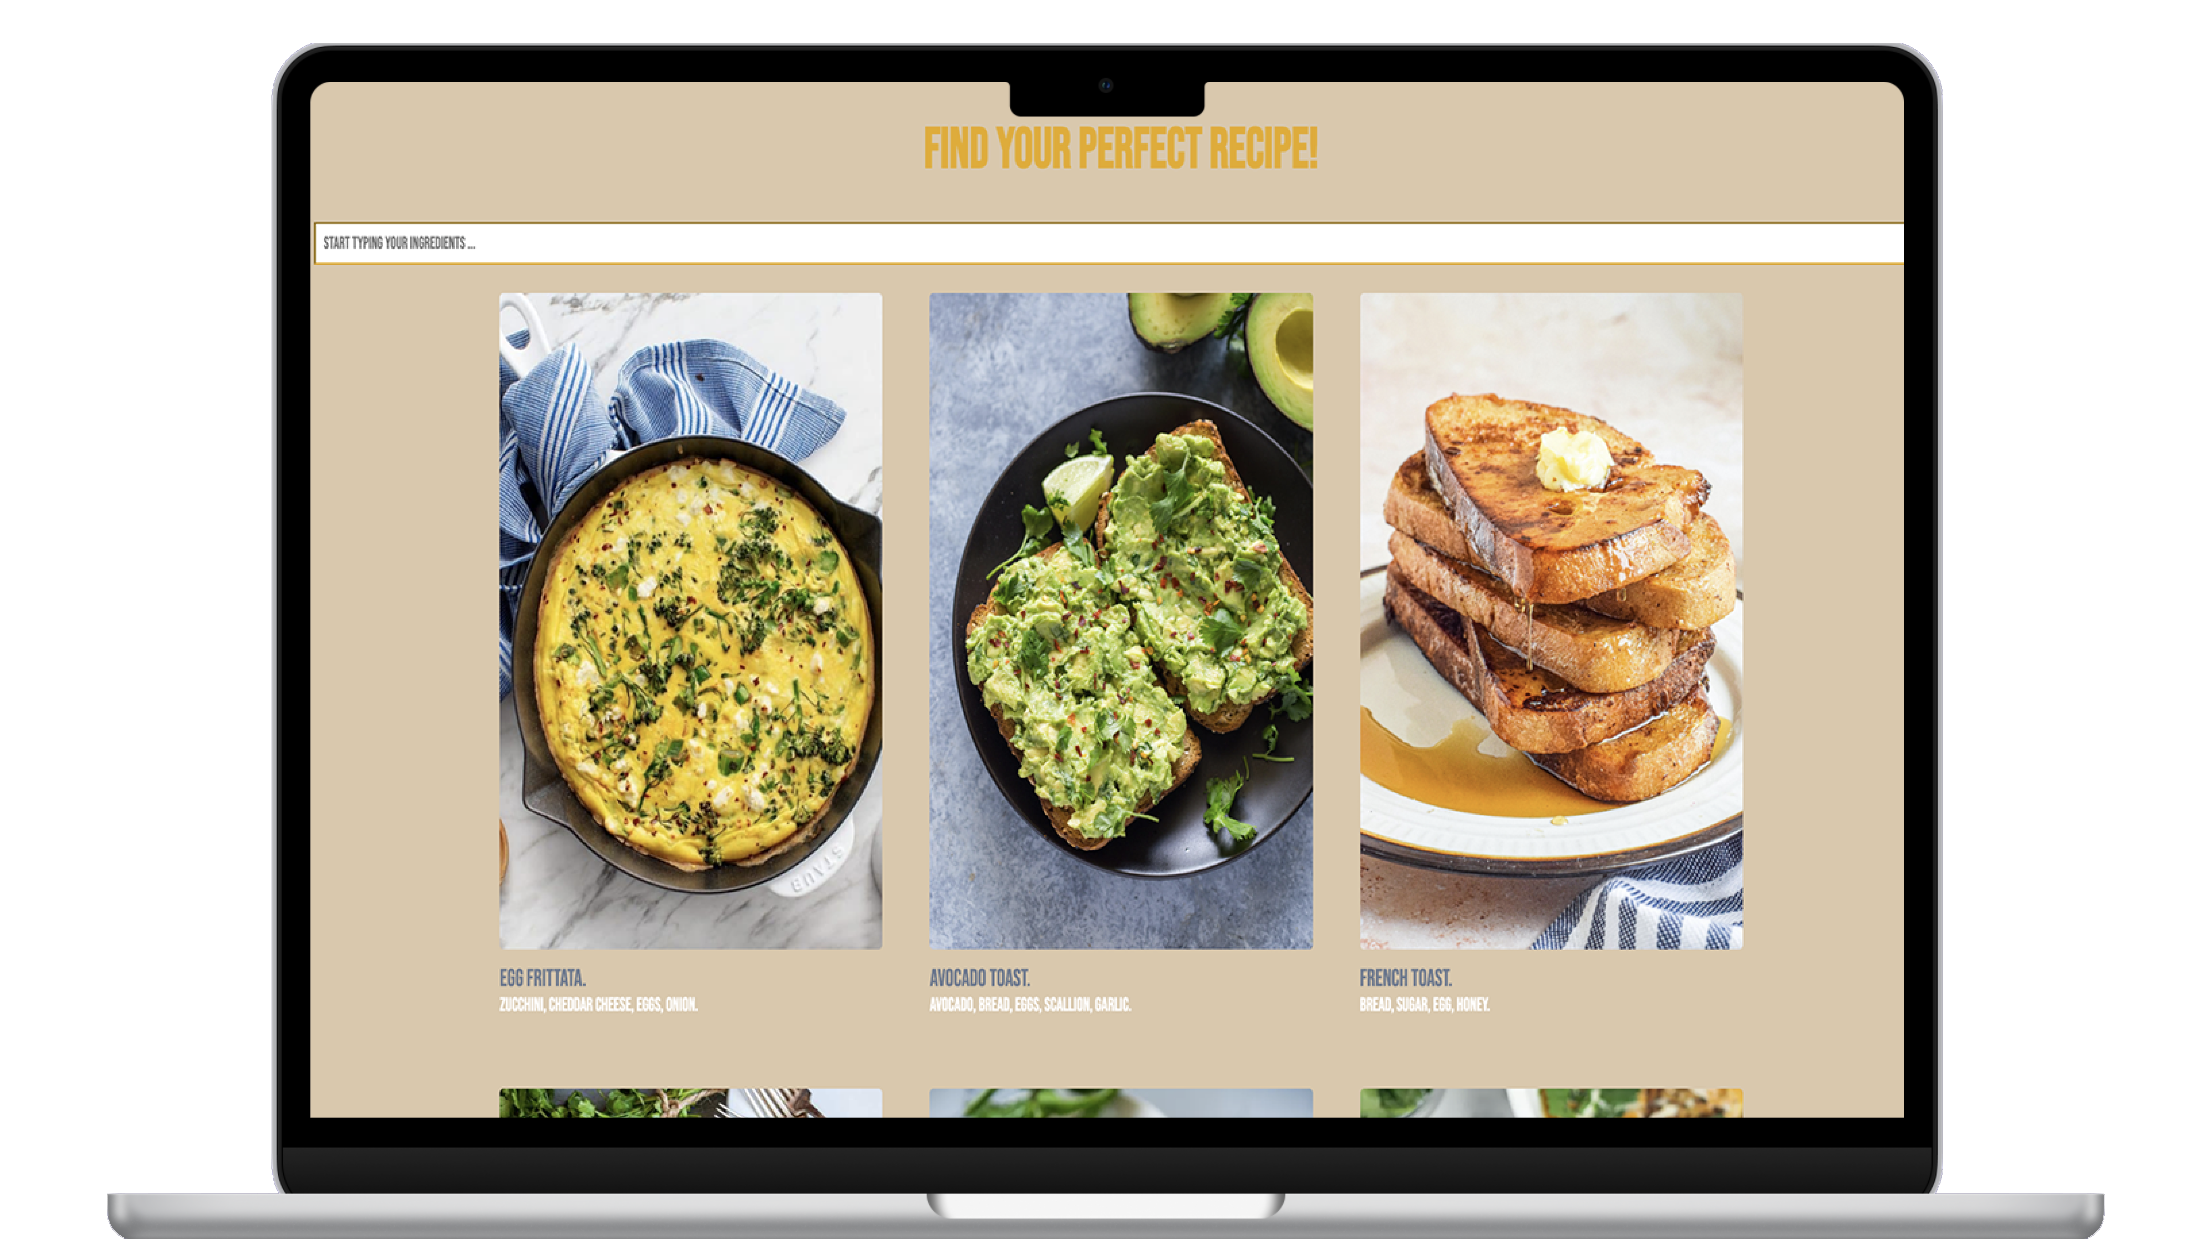 FIND YOUR PERFECT RECIPE!
START TYPING YOUR INGREDIENTS ...
STAUB
EGG FRITTATA.
AVOCADO TOAST.
FRENCH TOAST.
ZUCCHINI, CHEDDAR CHEESE, EGGS, ONION.
AVOCADO, BREAD, EGGS, SCALLION, GARLIC.
BREAD, SUGAR, EGG, HONEY.